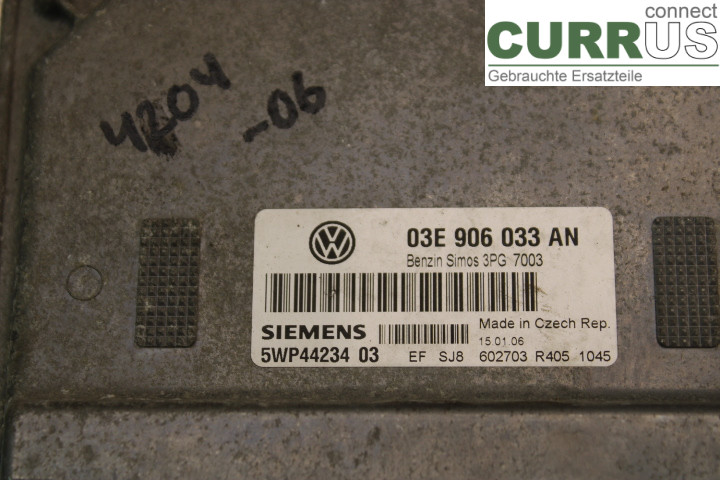 connect
CURRUS
Gebrauchte Ersatzteile
4204
-06
VW
03E 906 033 AN
Benzin Simos 3PG 7003
SIEMENS
Made in Czech Rep.
15.01.06
5WP44234 03
EF SJ8 602703 R405 1045